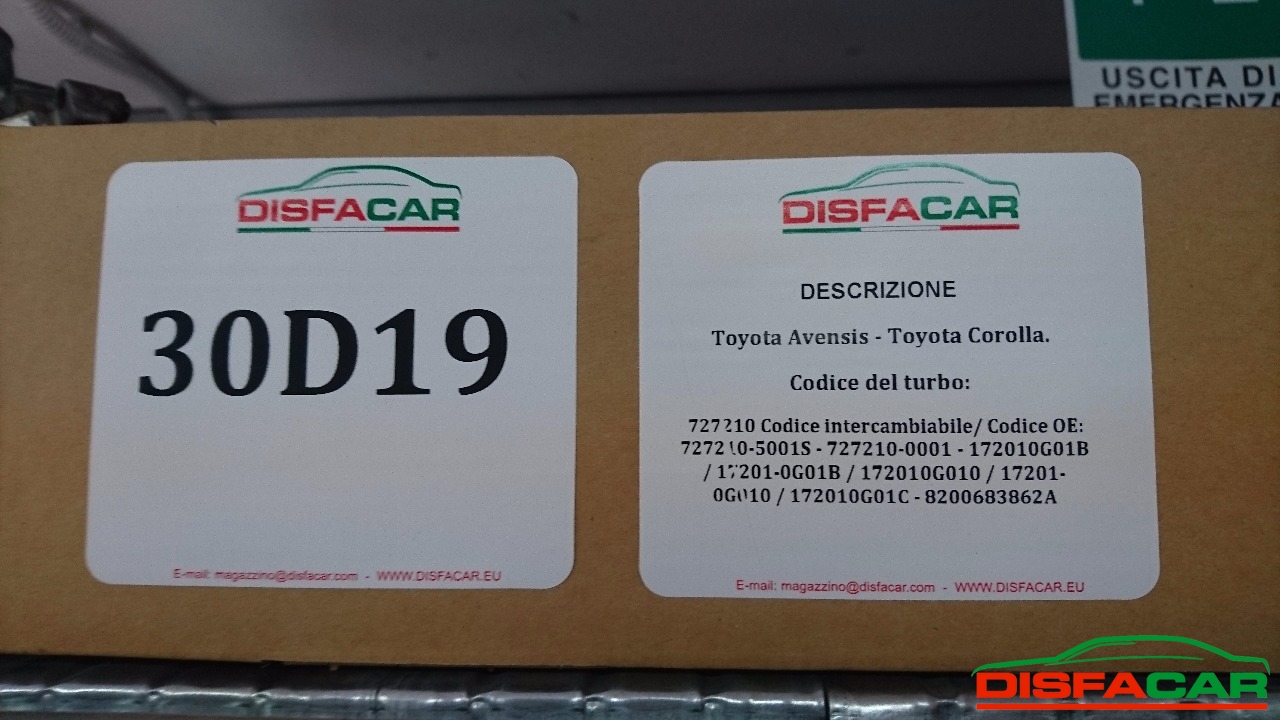 USCITA DI
EMERGENZA
DISFACAR
30D19
E-mail: magazzino@disfacar.com - WWW.DISFACAR.EU
DISFACAR
DESCRIZIONE
Toyota Avensis - Toyota Corolla.
Codice del turbo:
727210 Codice intercambiabile/ Codice OE:
727210-5001S - 727210-0001 - 172010G01B
/ 17201-0G01B / 172010G010 / 17201-
0G010 / 172010G01C - 8200683862A
E-mail: magazzino@disfacar.com - WWW.DISFACAR.EU
DISFACAR